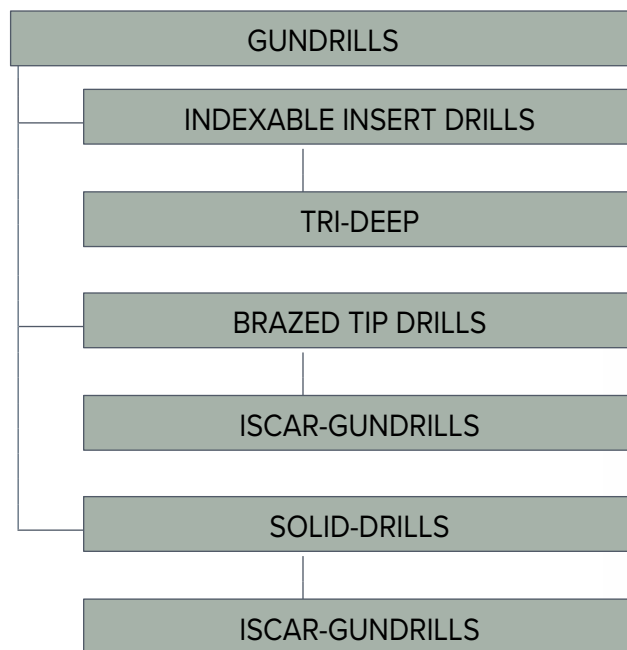 GUNDRILLS
INDEXABLE INSERT DRILLS
TRI-DEEP
BRAZED TIP DRILLS
ISCAR-GUNDRILLS
SOLID-DRILLS
ISCAR-GUNDRILLS